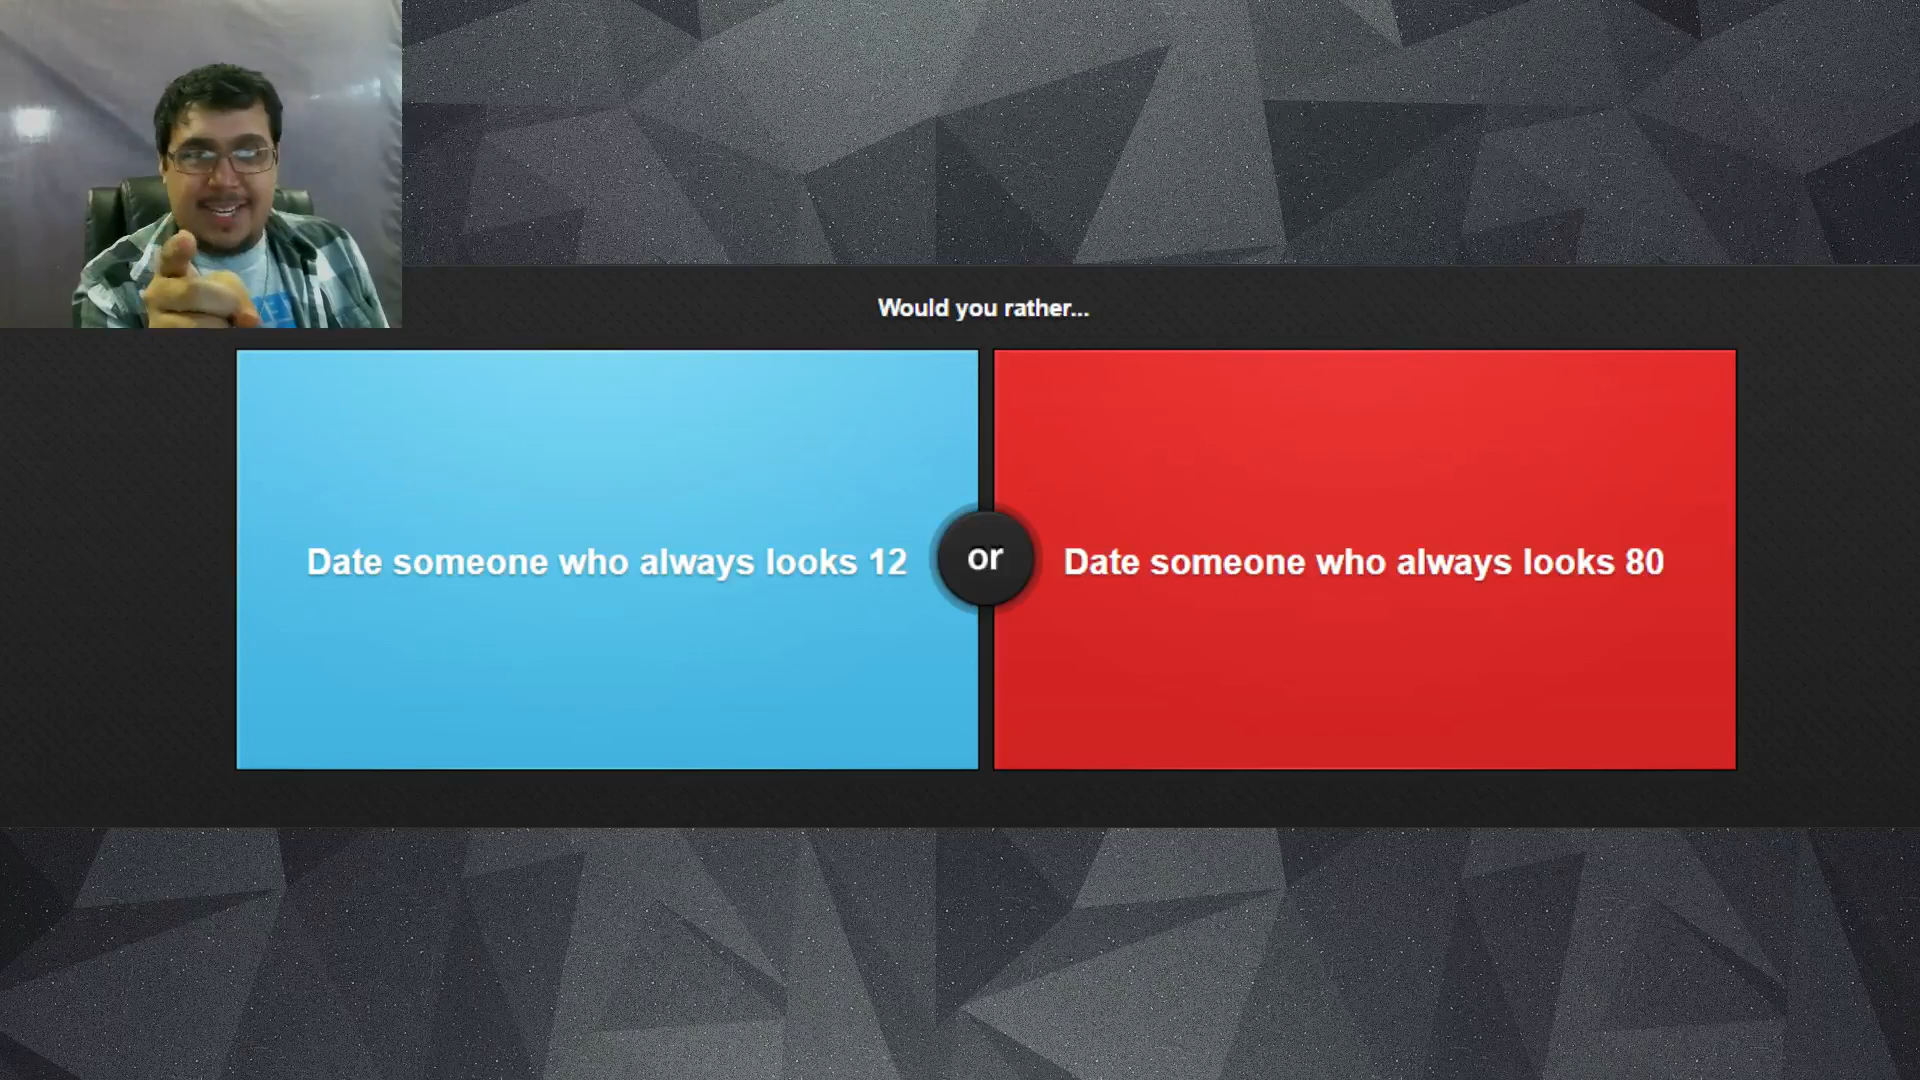 Would you rather...
Date someone who always looks 12
or
Date someone who always looks 80